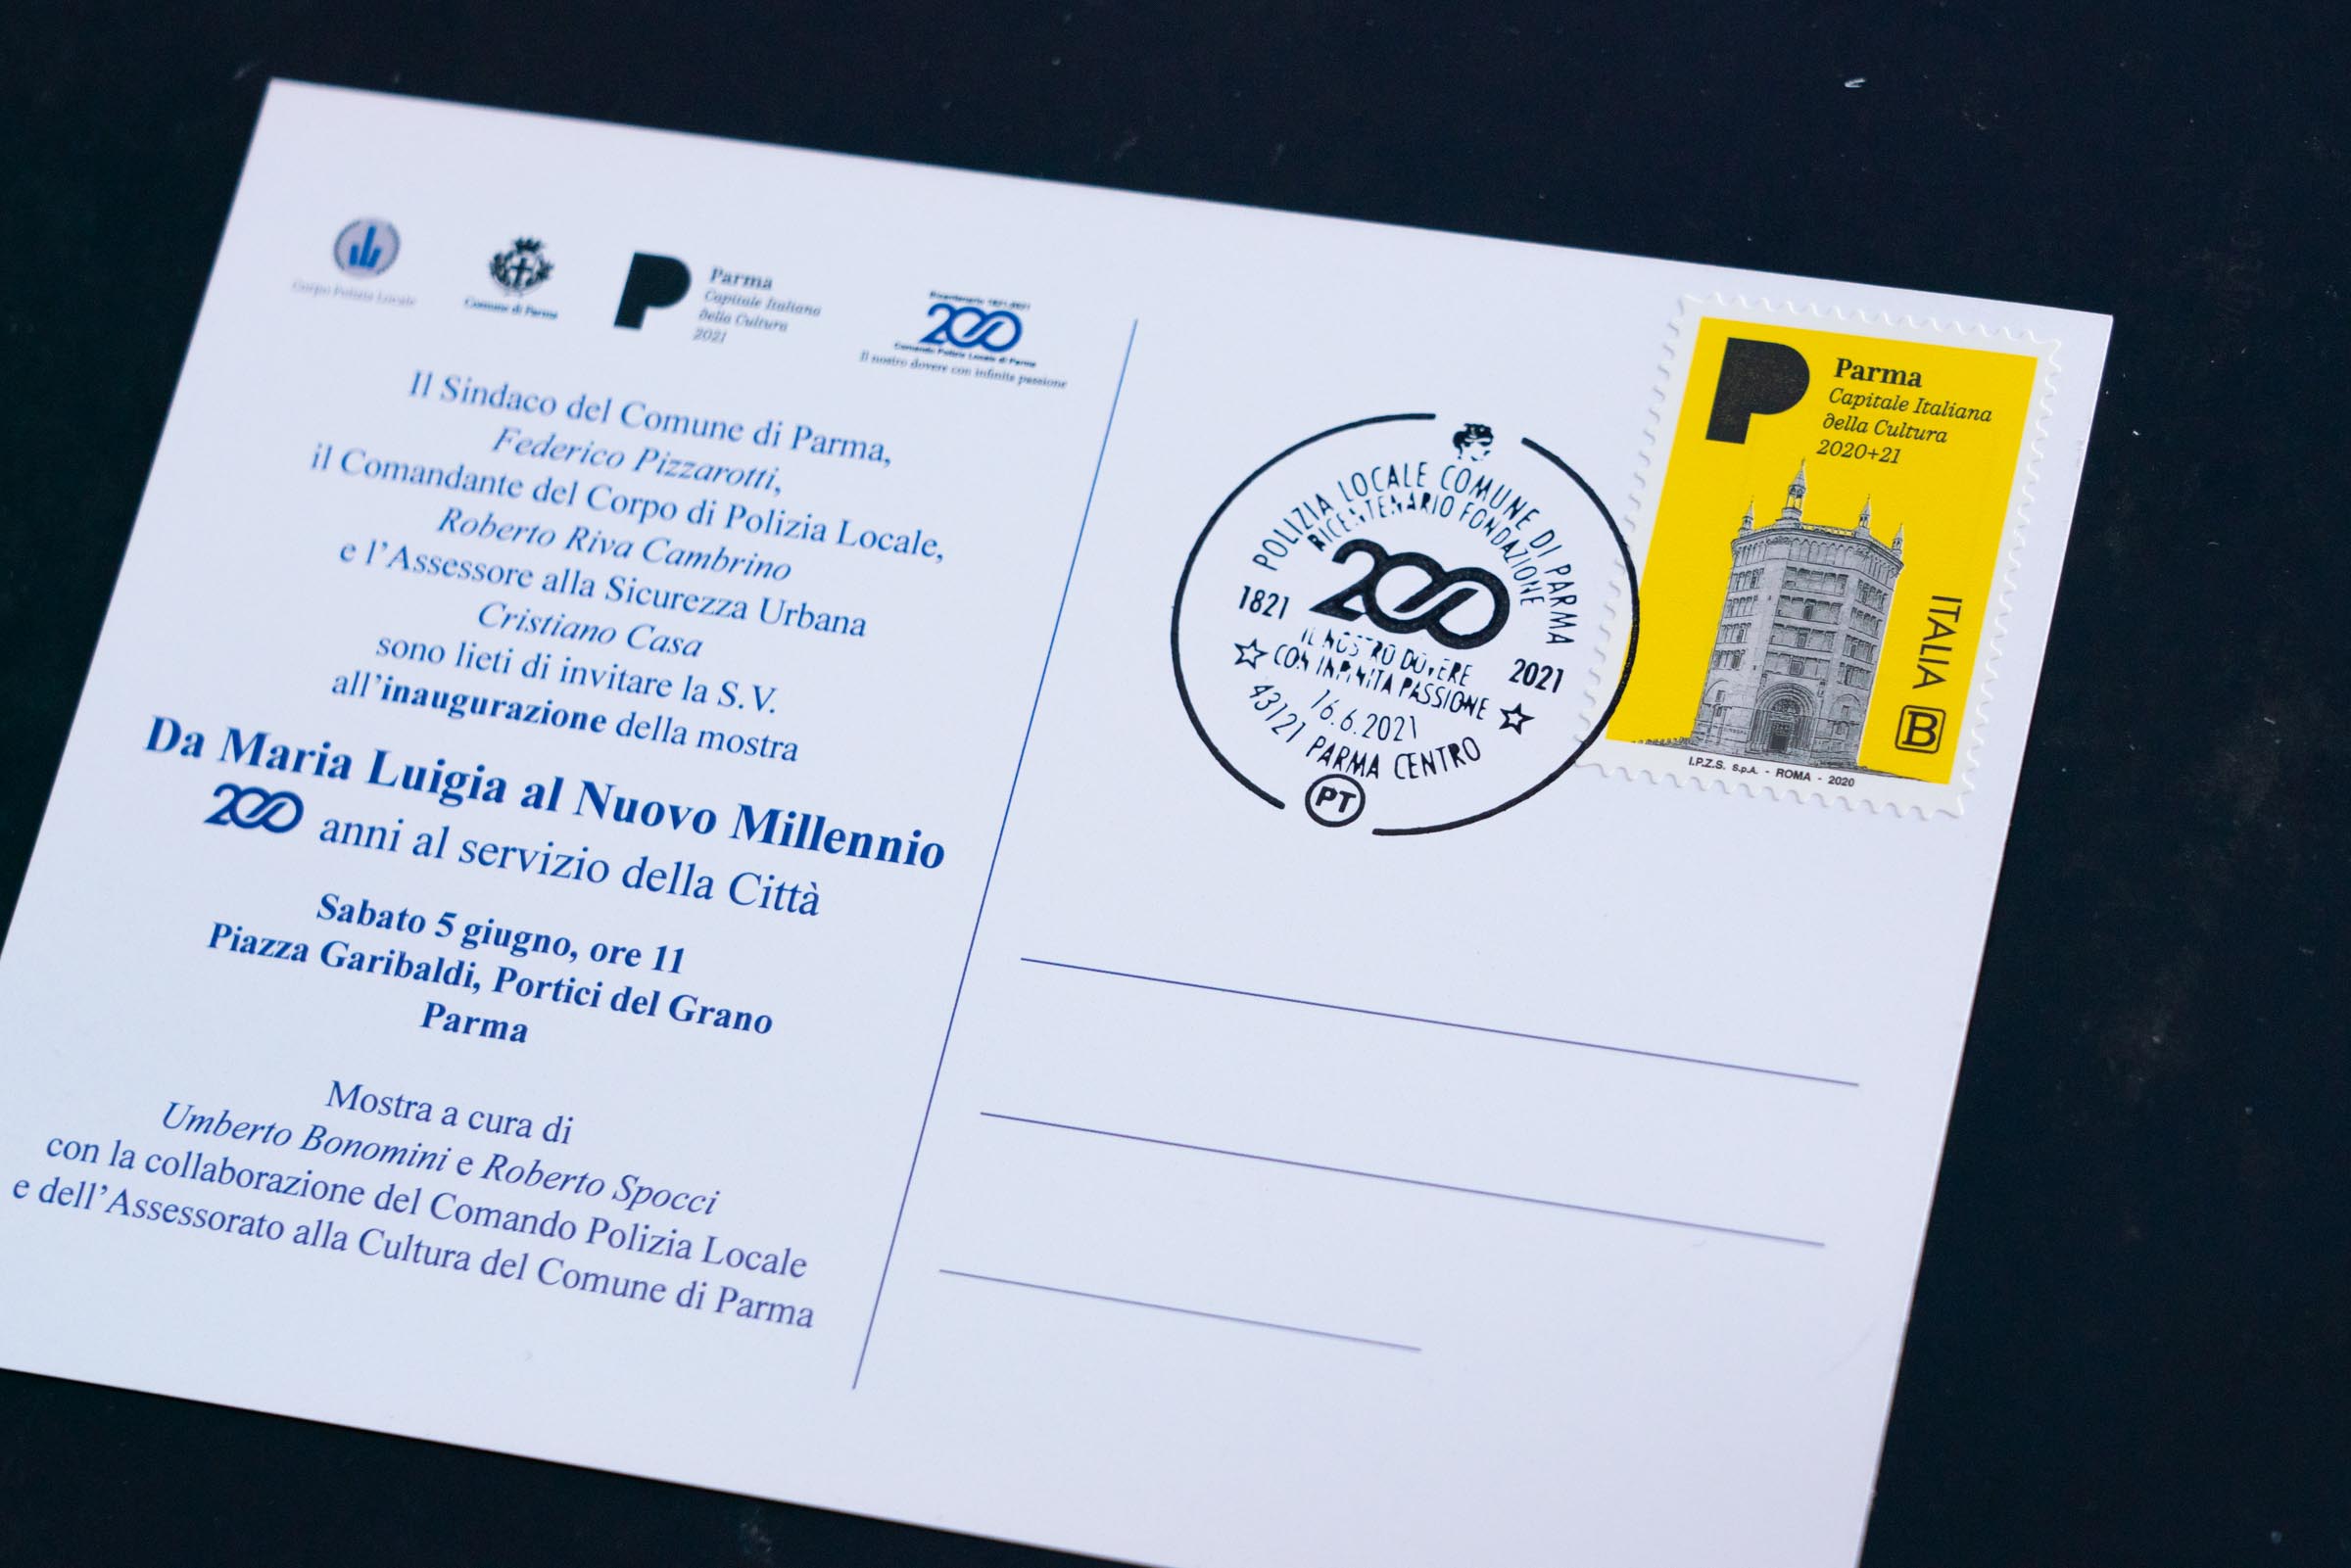 Corpo Polizia Locale
Comune di Parma
Parma
Capitale Italiana
della Cultura
2021
Bicentenario 1821-2021
200
Comando Polizia Locale di Parma
Il nostro dovere con infinita passione
Il Sindaco del Comune di Parma,
Federico Pizzarotti,
il Comandante del Corpo di Polizia Locale,
Roberto Riva Cambrino
e l'Assessore alla Sicurezza Urbana
Cristiano Casa
sono lieti di invitare la S.V.
all'inaugurazione della mostra
Da Maria Luigia al Nuovo Millennio
200 anni al servizio della Città
Sabato 5 giugno, ore 11
Piazza Garibaldi, Portici del Grano
Parma
Mostra a cura di
Umberto Bonomini e Roberto Spocci
con la collaborazione del Comando Polizia Locale
e dell'Assessorato alla Cultura del Comune di Parma
POLIZIA LOCALE COMUNE DI PARMA
BICENTENARIO FONDAZIONE
1821 200 2021
IL NOSTRO DOVERE
CON INFINITA PASSIONE
16.6.2021
43121 PARMA CENTRO
PT
P
Parma
Capitale Italiana
della Cultura
2020+21
ITALIA B
I.P.Z.S. S.p.A. - ROMA - 2020